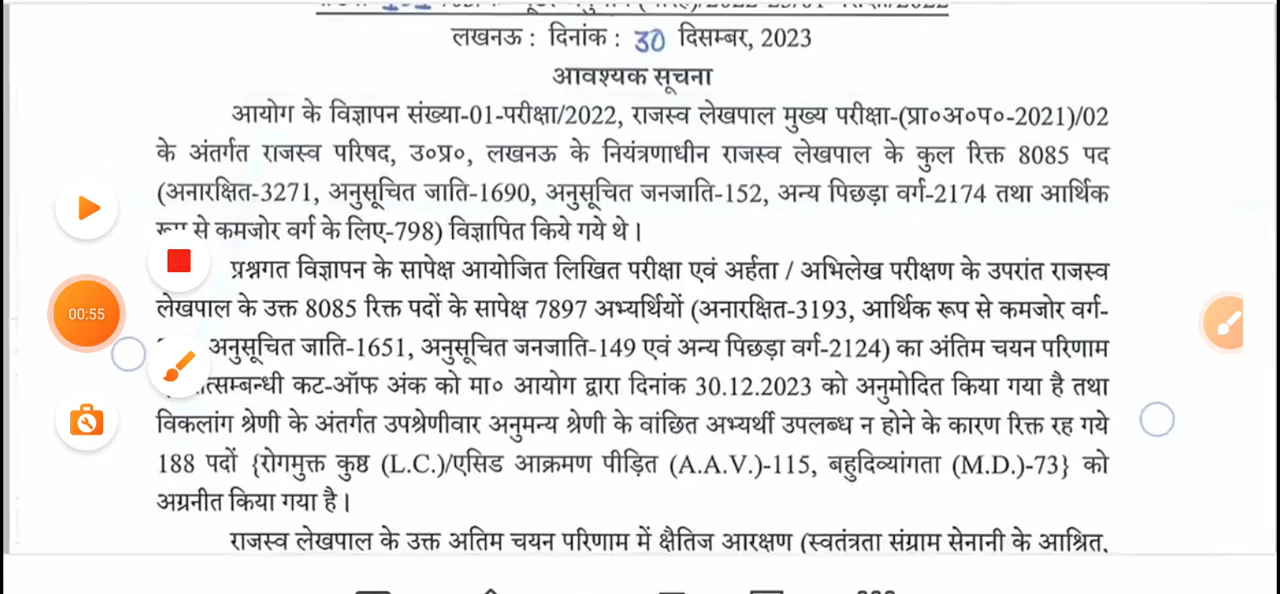 लखनऊ : दिनांक : 30 दिसम्बर, 2023
आवश्यक सूचना
आयोग के विज्ञापन संख्या-01-परीक्षा/2022, राजस्व लेखपाल मुख्य परीक्षा-(प्रा०अ०प०-2021)/02
के अंतर्गत राजस्व परिषद, उ०प्र०, लखनऊ के नियंत्रणाधीन राजस्व लेखपाल के कुल रिक्त 8085 पद
(अनारक्षित-3271, अनुसूचित जाति-1690, अनुसूचित जनजाति-152, अन्य पिछड़ा वर्ग-2174 तथा आर्थिक
से कमजोर वर्ग के लिए-798) विज्ञापित किये गये थे।
प्रश्नगत विज्ञापन के सापेक्ष आयोजित लिखित परीक्षा एवं अर्हता / अभिलेख परीक्षण के उपरांत राजस्व
लेखपाल के उक्त 8085 रिक्त पदों के सापेक्ष 7897 अभ्यर्थियों (अनारक्षित-3193, आर्थिक रूप से कमजोर वर्ग-
00:55
अनुसूचित जाति-1651, अनुसूचित जनजाति-149 एवं अन्य पिछड़ा वर्ग-2124) का अंतिम चयन परिणाम
कट-ऑफ अंक को मा० आयोग द्वारा दिनांक 30.12.2023 को अनुमोदित किया गया है तथा
विकलांग श्रेणी के अंतर्गत उपश्रेणीवार अनुमन्य श्रेणी के वांछित अभ्यर्थी उपलब्ध न होने के कारण रिक्त रह गये
188 पदों {रोगमुक्त कुष्ठ (L.C.)/एसिड आक्रमण पीड़ित (A.A.V.)-115, बहुदिव्यांगता (M.D.)-73} को
अग्रनीत किया गया है।
राजस्व लेखपाल के उक्त अतिम चयन परिणाम में क्षैतिज आरक्षण (स्वतंत्रता संग्राम सेनानी के आश्रित,